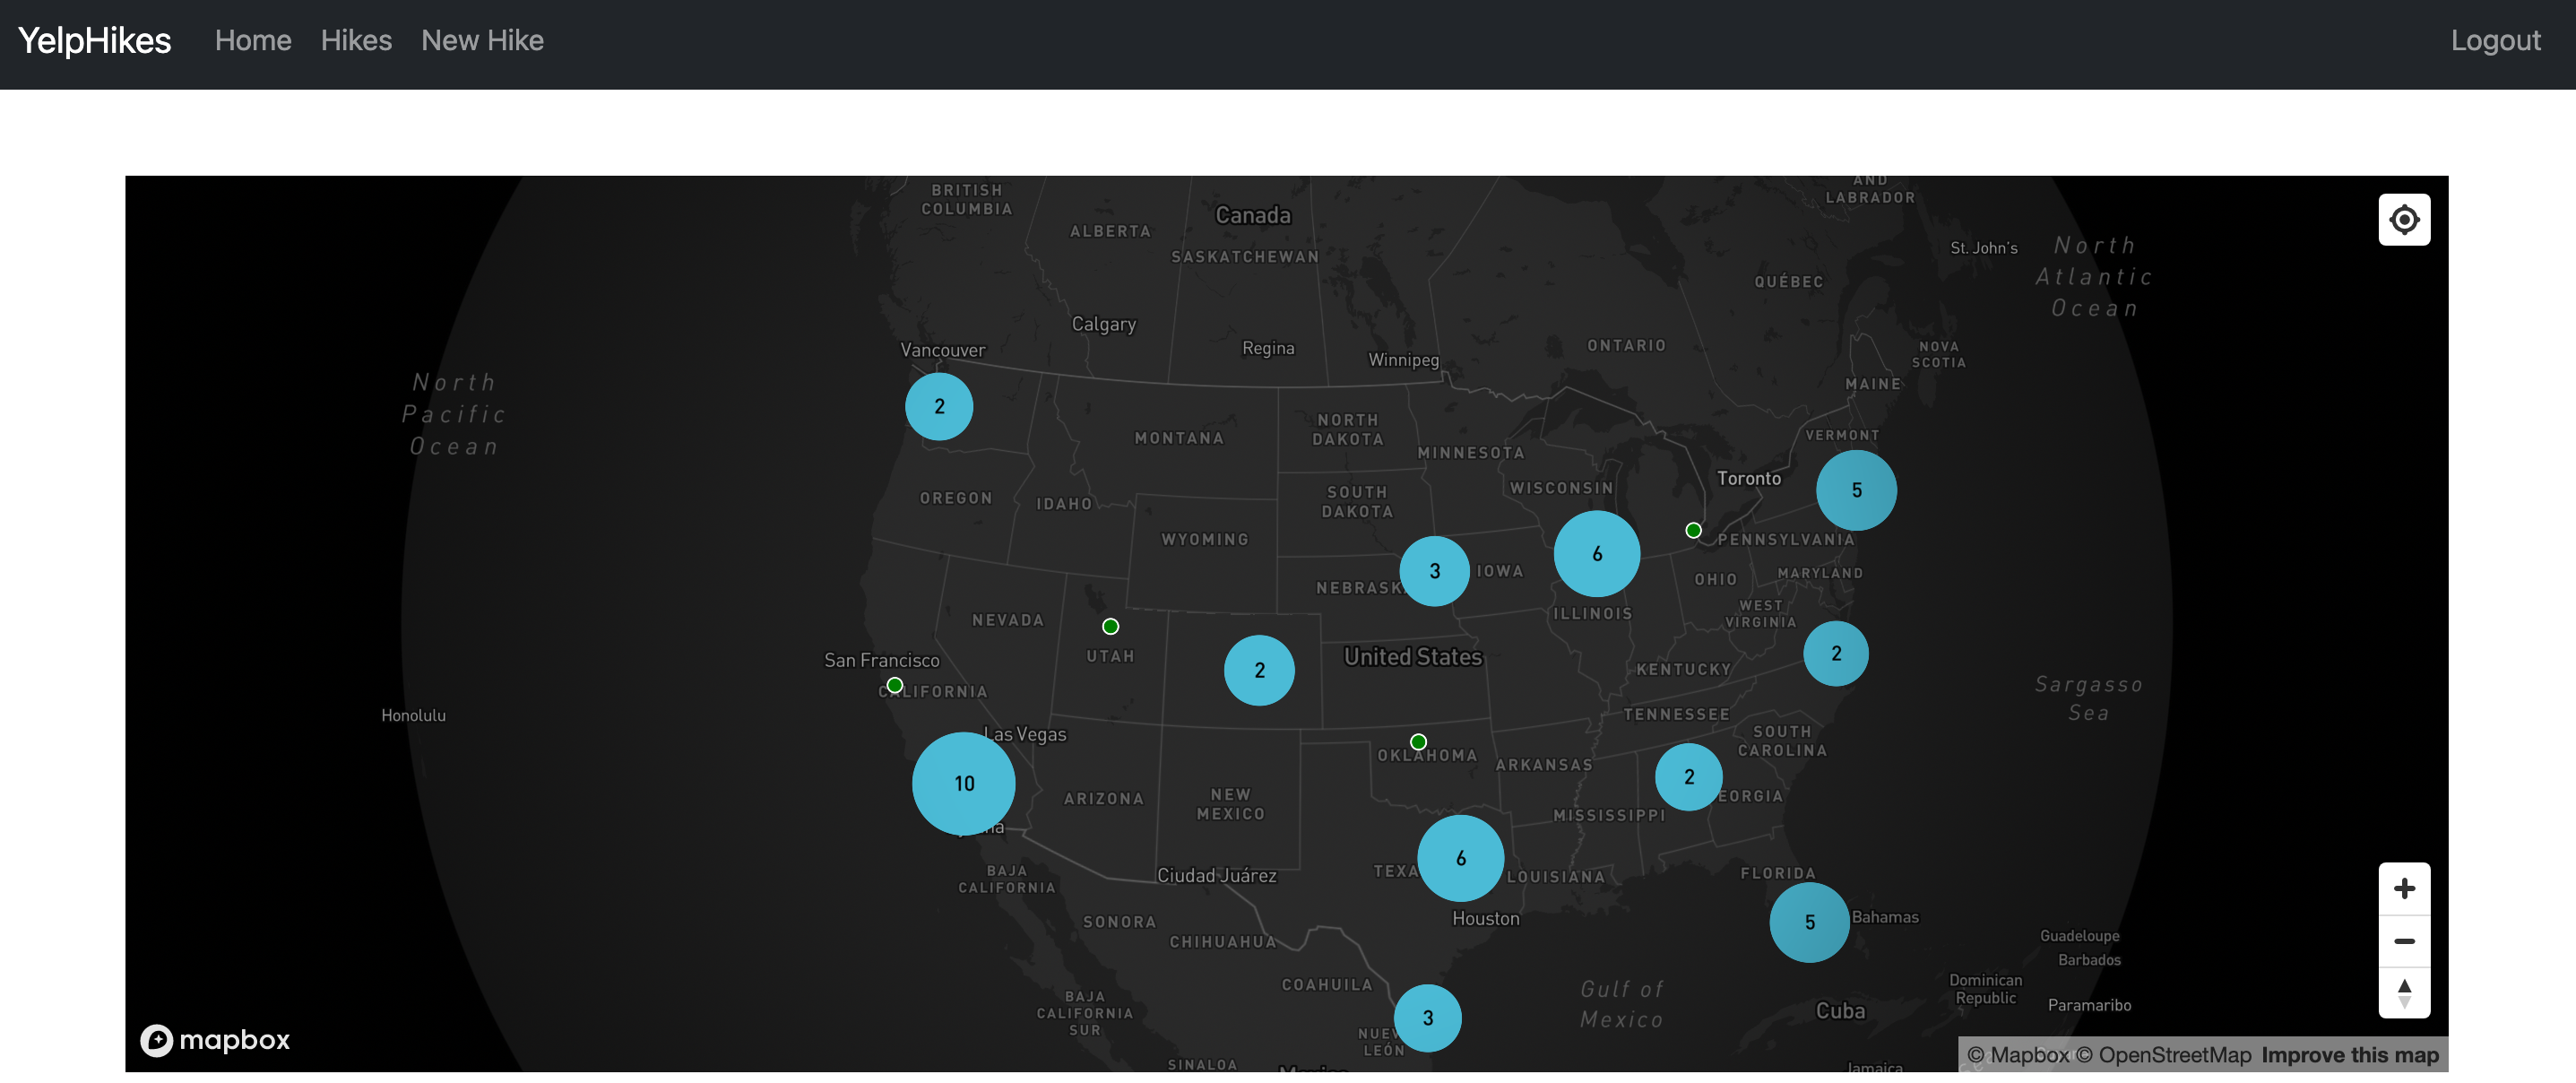 YelpHikes Home Hikes New Hike Logout
BRITISH
COLUMBIA
ALBERTA
Canada
SASKATCHEWAN
AND
LABRADOR
St. John's
North
Atlantic
Ocean
QUÉBEC
Calgary
Vancouver
Regina
Winnipeg
ONTARIO
NOVA
SCOTIA
MAINE
North
Pacific
Ocean
2
MONTANA
NORTH
DAKOTA
MINNESOTA
VERMONT
Toronto
5
OREGON
IDAHO
SOUTH
DAKOTA
WISCONSIN
WYOMING
PENNSYLVANIA
6
3
IOWA
NEBRASK
OHIO
MARYLAND
ILLINOIS
WEST
VIRGINIA
NEVADA
UTAH
San Francisco
CALIFORNIA
2
United States
KENTUCKY
2
Sargasso
Sea
Honolulu
TENNESSEE
Las Vegas
SOUTH
CAROLINA
OKLAHOMA
ARKANSAS
10
ARIZONA
NEW
MEXICO
2
EORGIA
MISSISSIPPI
na
6
TEXA
LOUISIANA
FLORIDA
BAJA
CALIFORNIA
Ciudad Juárez
Houston
5
Bahamas
SONORA
CHIHUAHUA
Guadeloupe
Barbados
COAHUILA
Gulf of
Mexico
Dominican
Republic
Paramaribo
BAJA
CALIFORNIA
SUR
3
Cuba
NUEV
LEÓN
SINALOA
Mexico
Jamaica
mapbox
© Mapbox © OpenStreetMap Improve this map